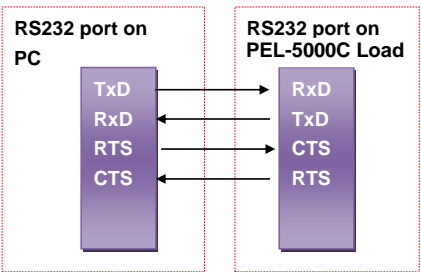 RS232 port on
PC
TxD
RxD
RTS
CTS
RS232 port on
PEL-5000C Load
RxD
TxD
CTS
RTS